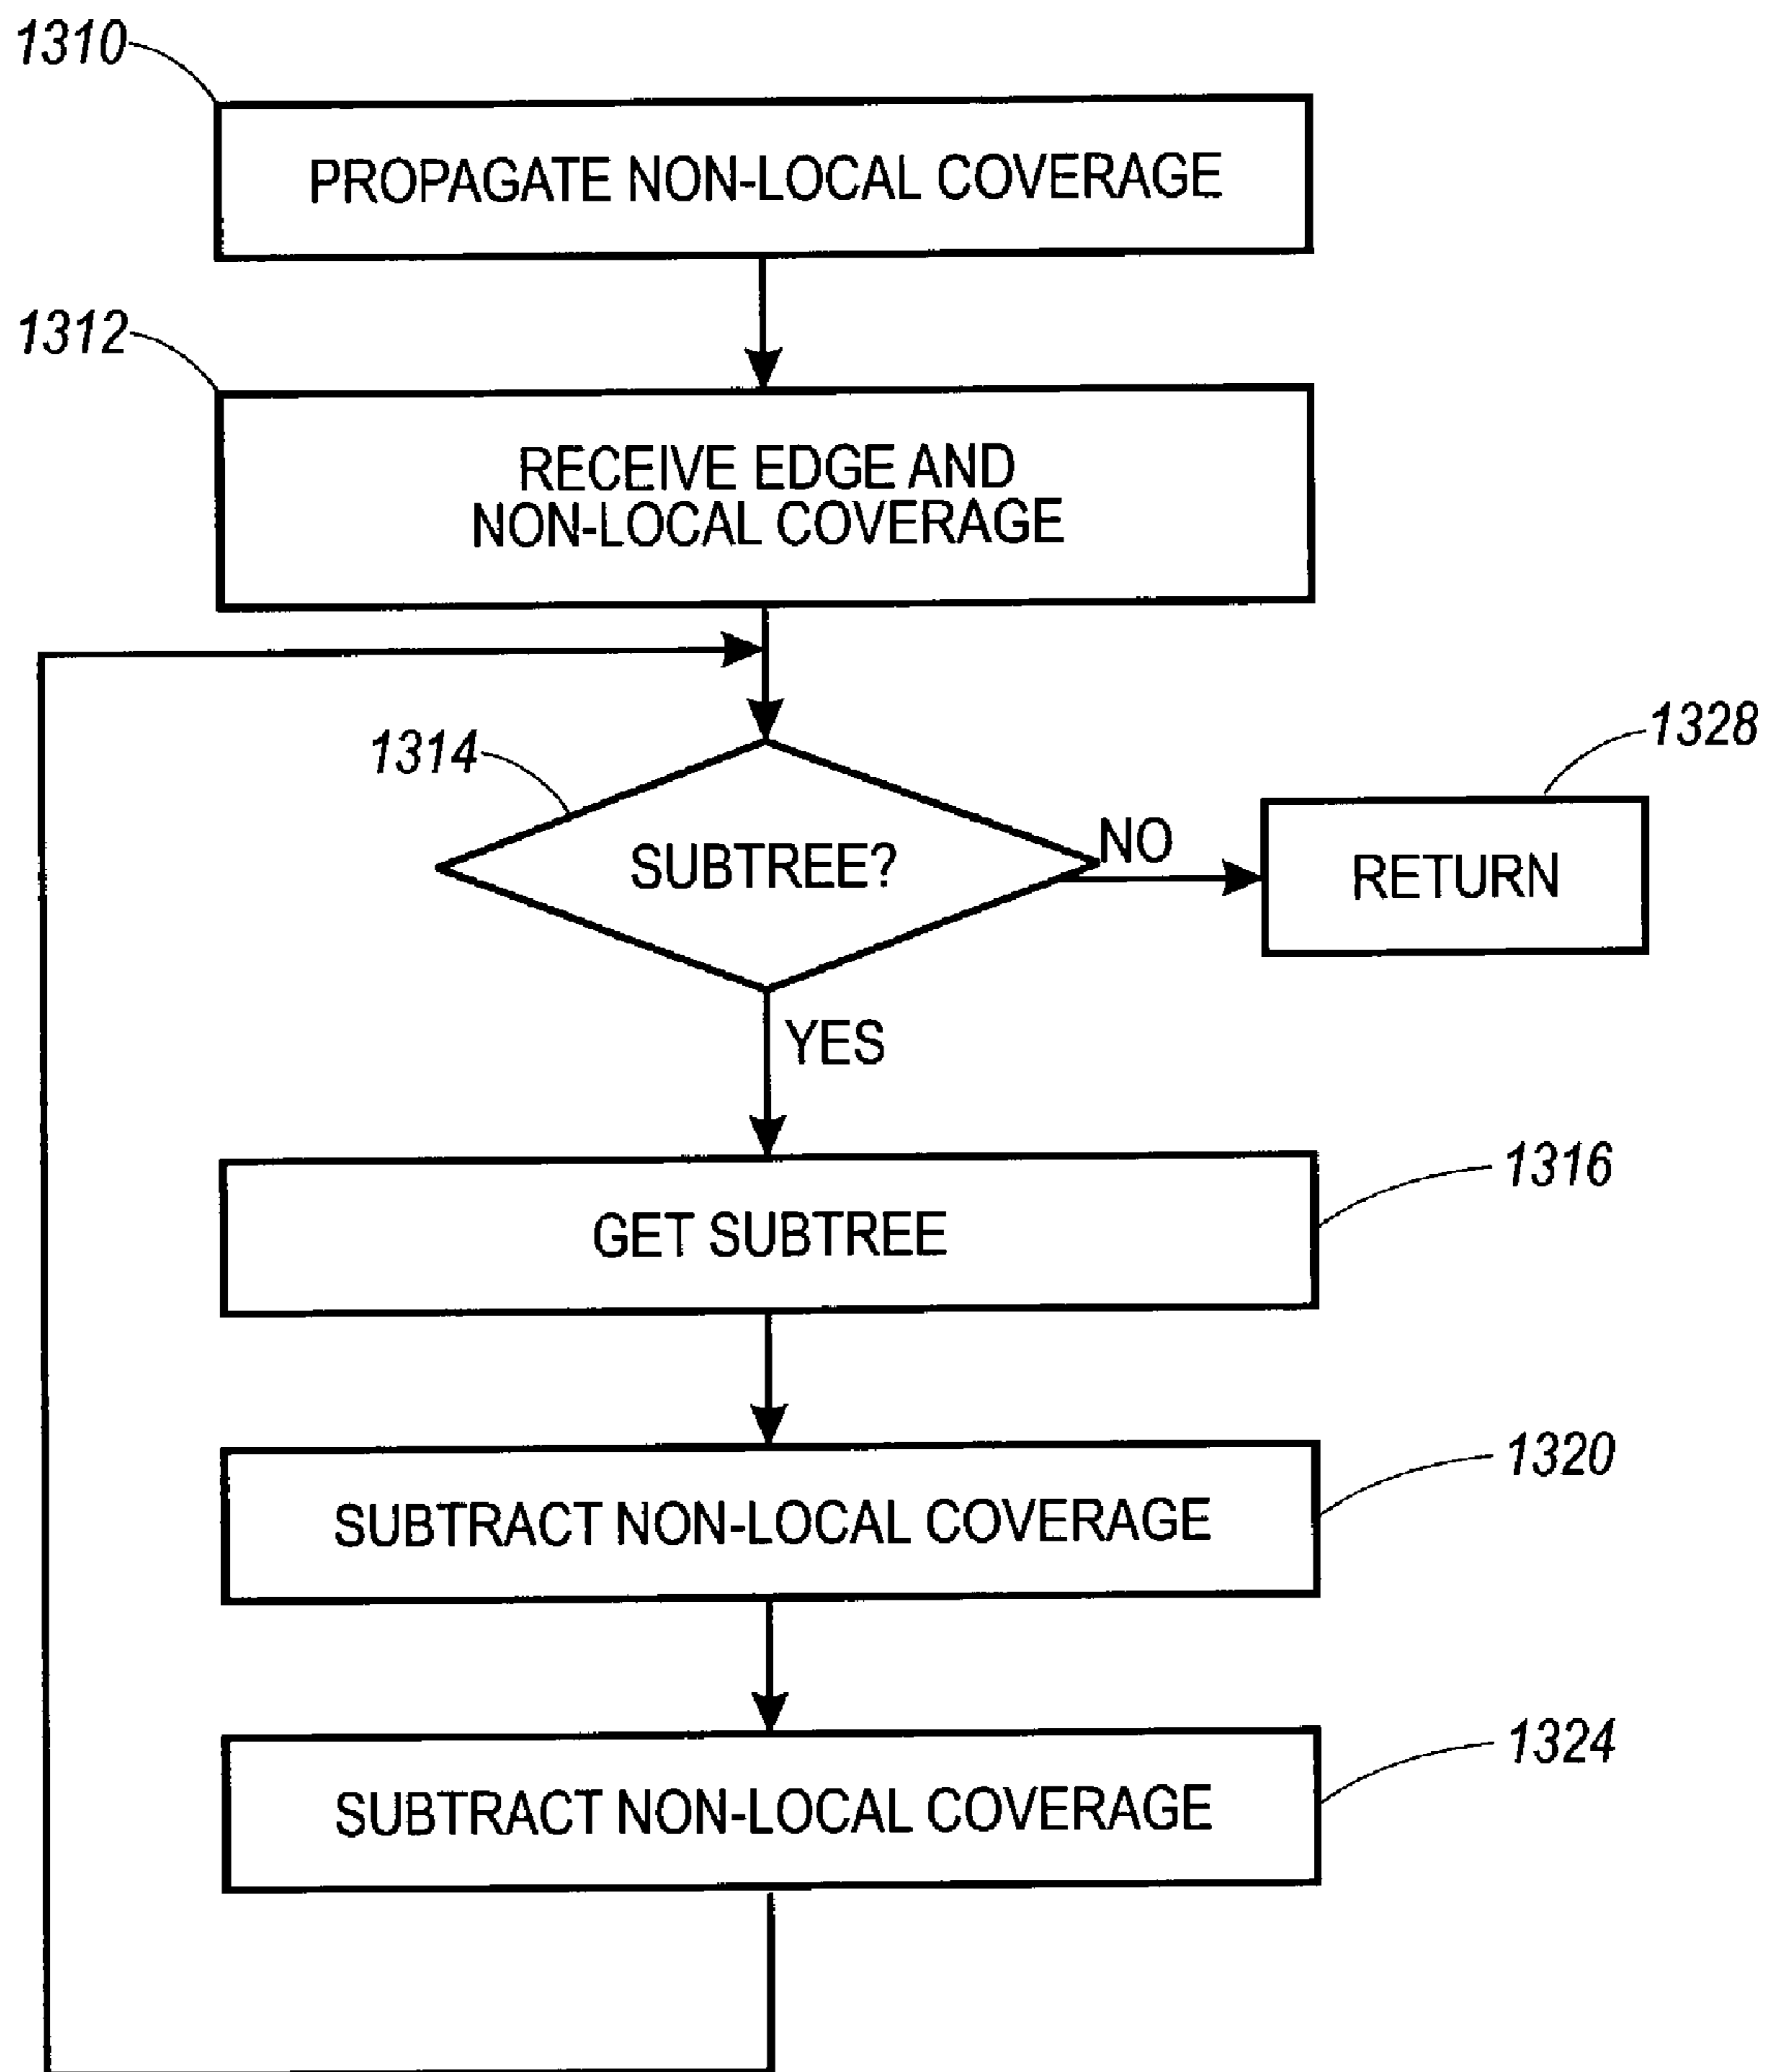 1310
PROPAGATE NON-LOCAL COVERAGE
1312
RECEIVE EDGE AND
NON-LOCAL COVERAGE
1314
SUBTREE?
NO
1328
RETURN
YES
1316
GET SUBTREE
1320
SUBTRACT NON-LOCAL COVERAGE
1324
SUBTRACT NON-LOCAL COVERAGE